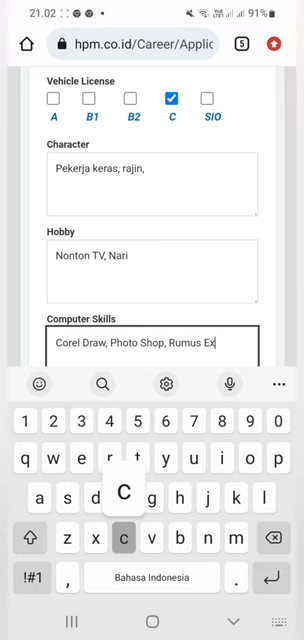 21.02 91%
hpm.co.id/Career/Applic 5
Vehicle License
A B1 B2 C SIO
Character
Pekerja keras, rajin,
Hobby
Nonton TV, Nari
Computer Skills
Corel Draw, Photo Shop, Rumus Ex
1 2 3 4 5 6 7 8 9 0
q w e r t y u i o p
a s d c g h j k l
z x c v b n m
!#1 , Bahasa Indonesia .